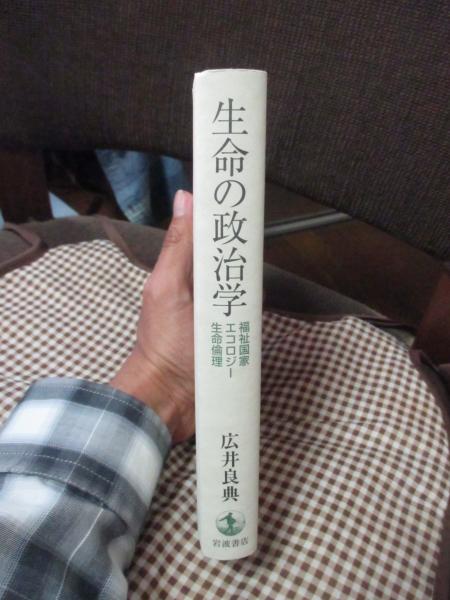 生命の政治学
福祉国家
エコロジー
生命倫理
広井良典
岩波書店